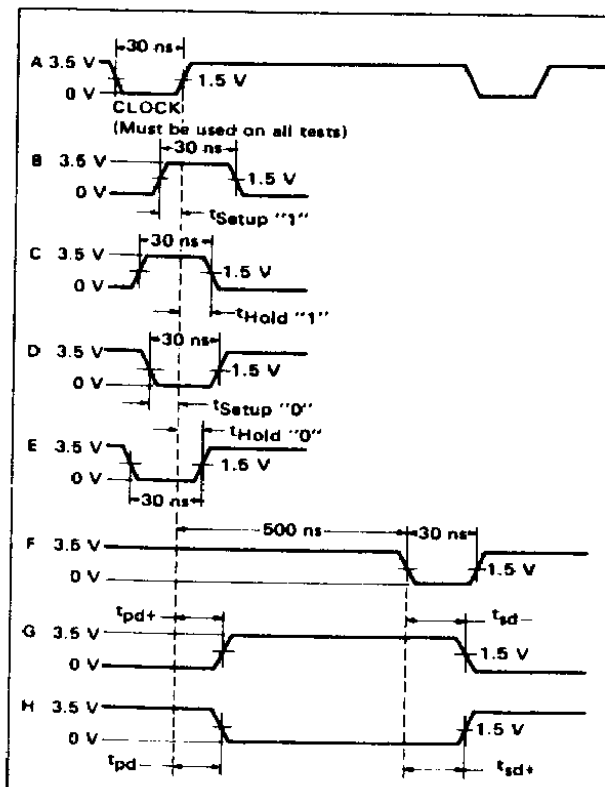 30 ns
A 3.5 V
1.5 V
0 V
CLOCK
(Must be used on all tests)
30 ns
B 3.5 V
1.5 V
0 V
tSetup "1"
30 ns
C 3.5 V
1.5 V
0 V
tHold "1"
30 ns
D 3.5 V
1.5 V
0 V
tSetup "0"
tHold "0"
E 3.5 V
1.5 V
0 V
30 ns
500 ns
30 ns
F 3.5 V
1.5 V
0 V
tpd+
tsd–
G 3.5 V
1.5 V
0 V
H 3.5 V
1.5 V
0 V
tpd–
tsd+